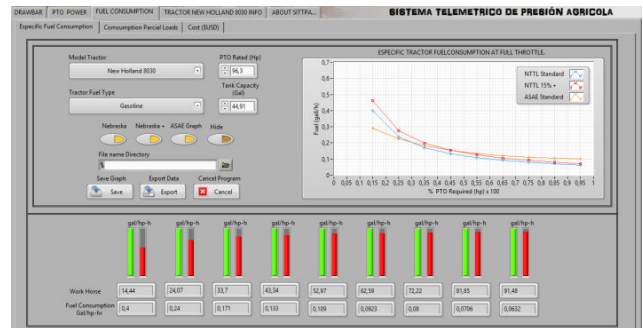 DRAWBAR PTO POWER FUEL CONSUMPTION TRACTOR NEW HOLLAND 8030 INFO ABOUT SITTPA... SISTEMA TELEMETRICO DE PRESIÓN AGRICOLA
Especific Fuel Consumption Comsumption Parcial Loads Cost ($USD)
Model Tractor PTO Rated (Hp)
New Holland 8030 96,3
Tractor Fuel Type Tank Capacity (Gal)
Gasoline 44,91
Nebraska Nebraska + ASAE Graph Hide
File name Directory
Save Graph Export Data Cancel Program
Save Export Cancel
ESPECIFIC TRACTOR FUELCONSUMPTION AT FULL THROTTLE.
NTTL Standard
NTTL 15% +
ASAE Standard
Fuel (gal/h)
0,7
0,6
0,5
0,4
0,3
0,2
0,1
0
0 0,05 0,1 0,15 0,2 0,25 0,3 0,35 0,4 0,45 0,5 0,55 0,6 0,65 0,7 0,75 0,8 0,85 0,9 0,95 1
% PTO Required (hp) x 100
gal/hp-h gal/hp-h gal/hp-h gal/hp-h gal/hp-h gal/hp-h gal/hp-h gal/hp-h gal/hp-h
Work Horse 14,44 24,07 33,7 43,34 52,97 62,59 72,22 81,85 91,48
Fuel Consumption Gal/hp-hr 0,4 0,24 0,171 0,133 0,109 0,0923 0,08 0,0706 0,0632